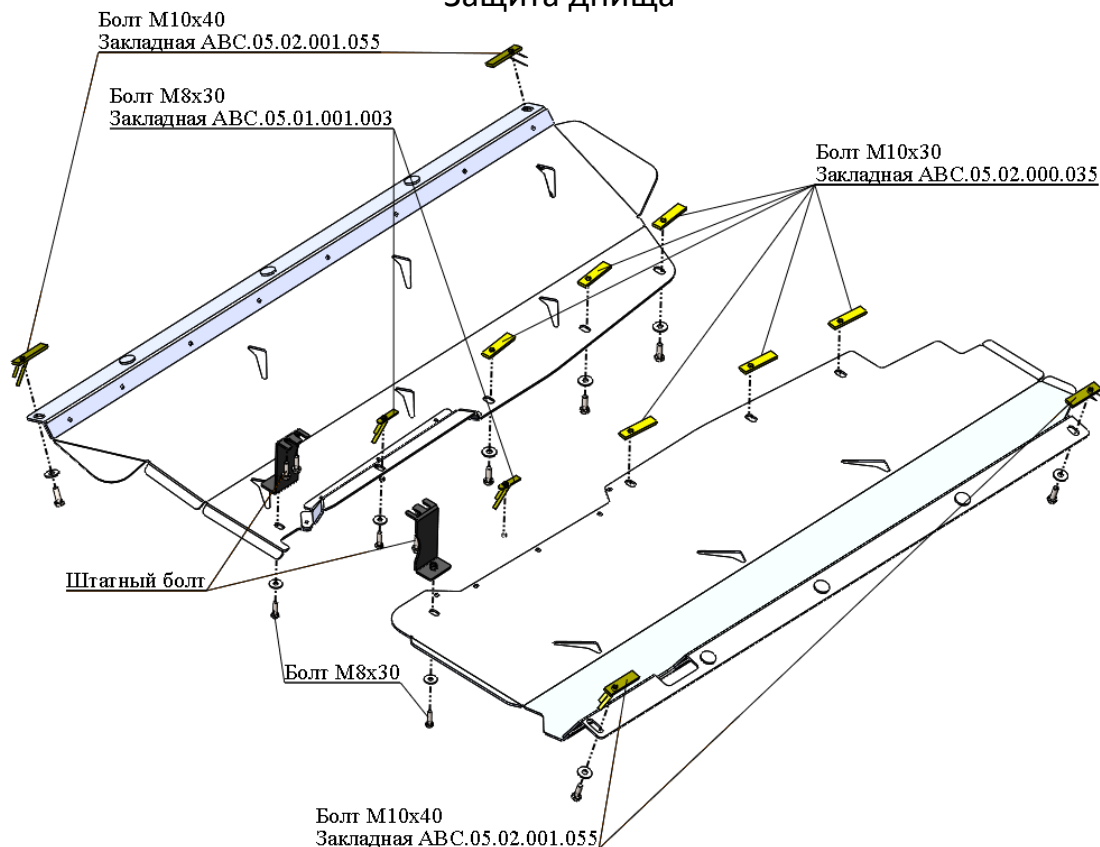 Защита днища
Болт М10х40
Закладная АВС.05.02.001.055
Болт М8х30
Закладная АВС.05.01.001.003
Болт М10х30
Закладная АВС.05.02.000.035
Штатный болт
Болт М8х30
Болт М10х40
Закладная АВС.05.02.001.055